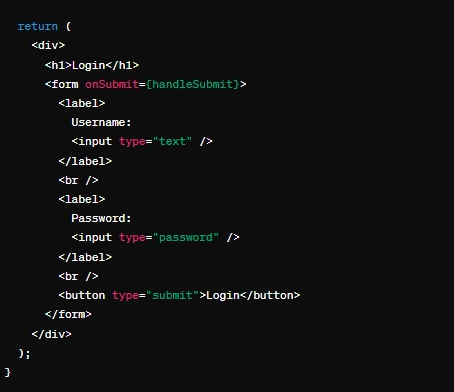 return (
    <div>
      <h1>Login</h1>
      <form onSubmit={handleSubmit}>
        <label>
          Username:
          <input type="text" />
        </label>
        <br />
        <label>
          Password:
          <input type="password" />
        </label>
        <br />
        <button type="submit">Login</button>
      </form>
    </div>
  );
}